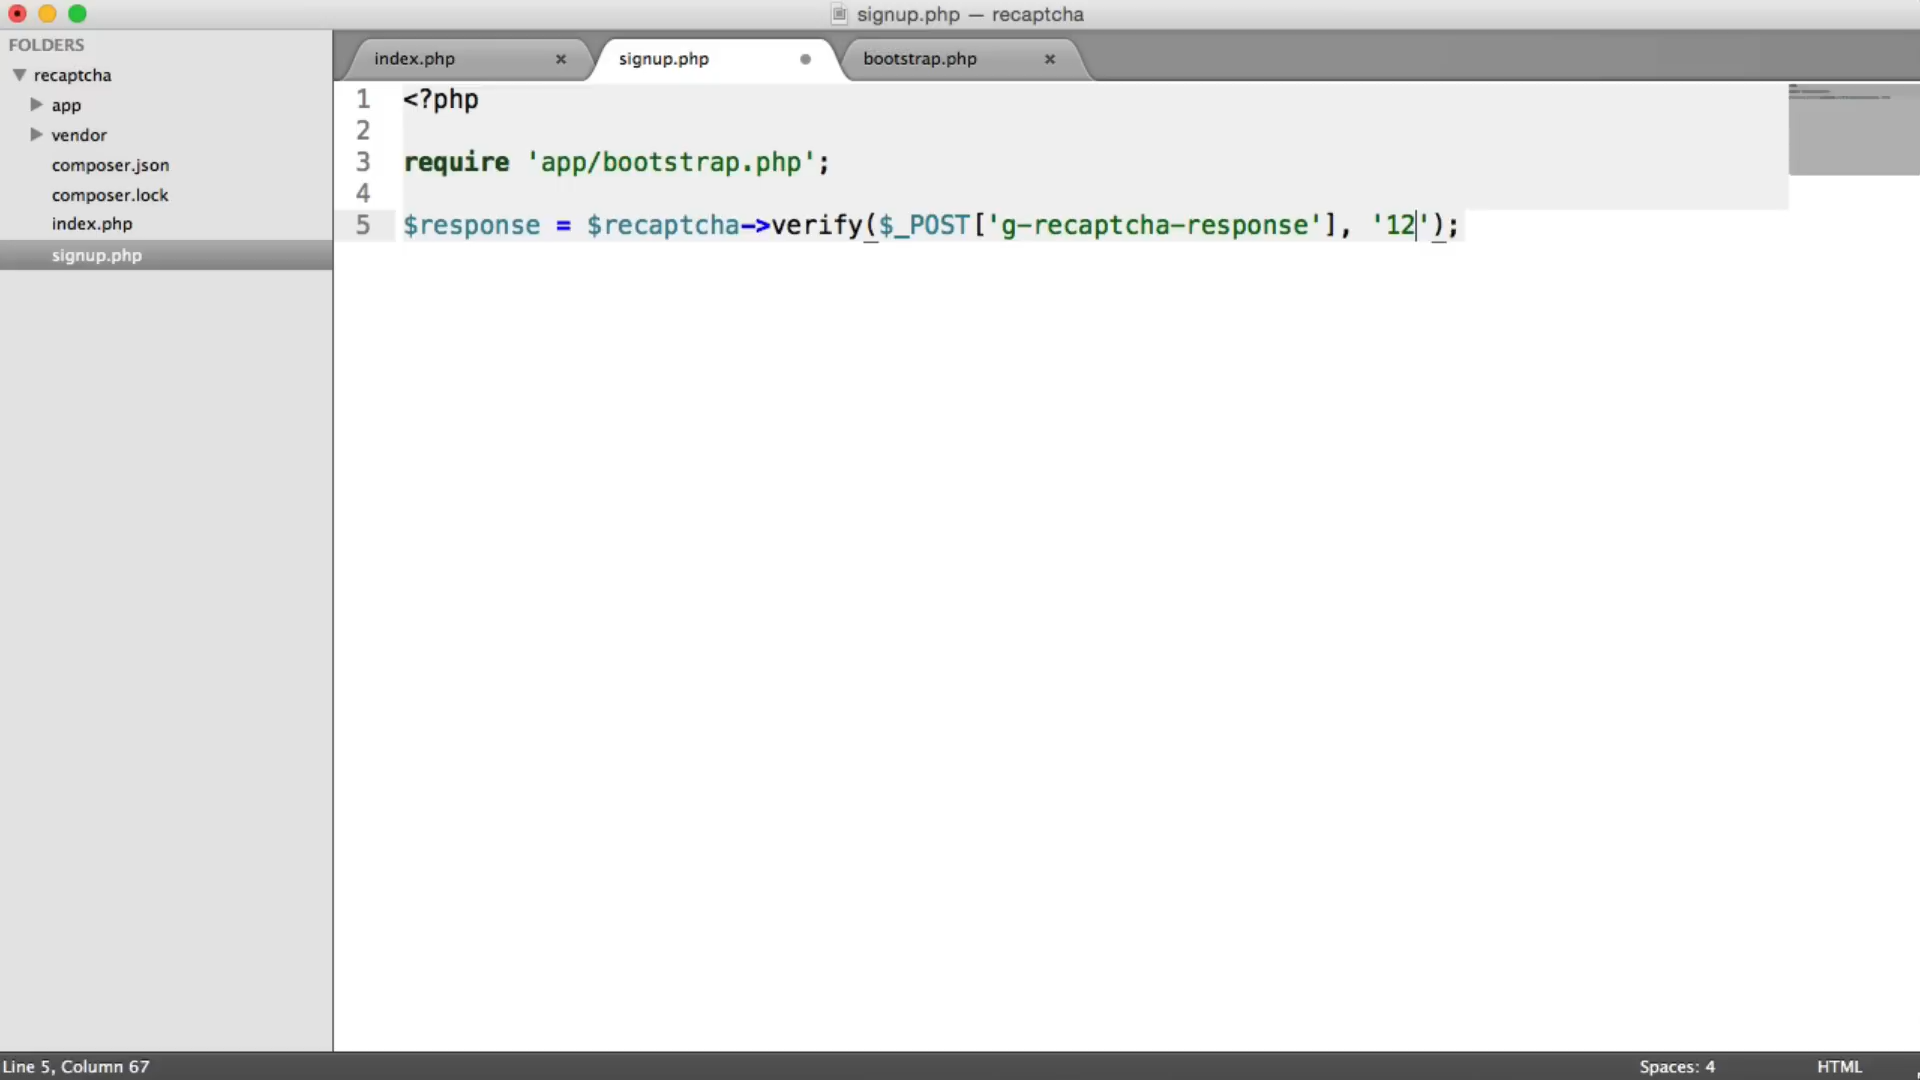 signup.php — recaptcha
FOLDERS
recaptcha
app
vendor
composer.json
composer.lock
index.php
signup.php
index.php
signup.php
bootstrap.php
1 <?php
2
3 require 'app/bootstrap.php';
4
5 $response = $recaptcha->verify($_POST['g-recaptcha-response'], '12');
Line 5, Column 67
Spaces: 4
HTML